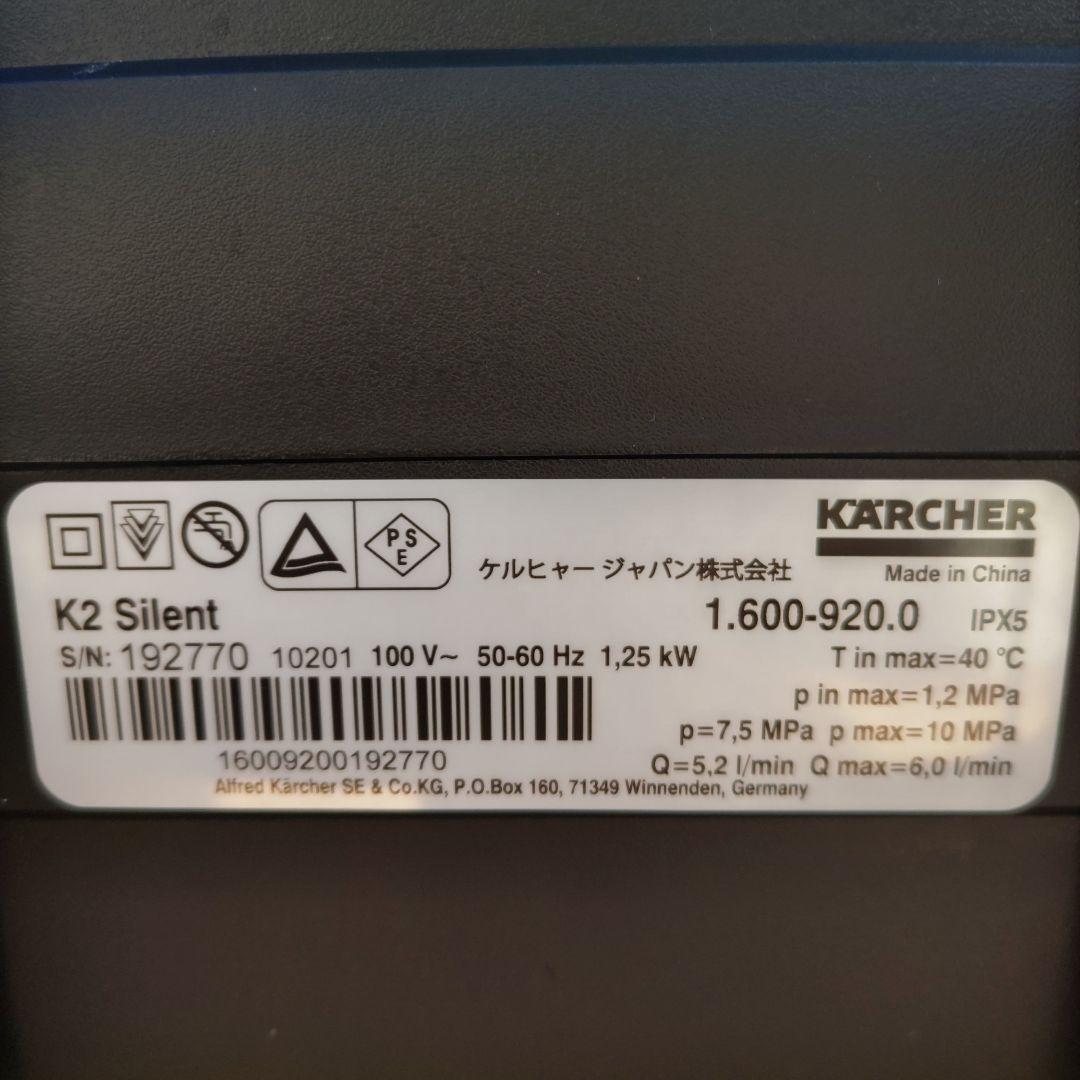 PSE
ケルヒャー ジャパン株式会社
KÄRCHER
Made in China
K2 Silent
1.600-920.0 IPX5
S/N: 192770 10201 100 V~ 50-60 Hz 1,25 kW
T in max=40 °C
p in max=1,2 MPa
p=7,5 MPa p max=10 MPa
16009200192770
Q=5,2 l/min Q max=6,0 l/min
Alfred Kärcher SE & Co.KG, P.O.Box 160, 71349 Winnenden, Germany